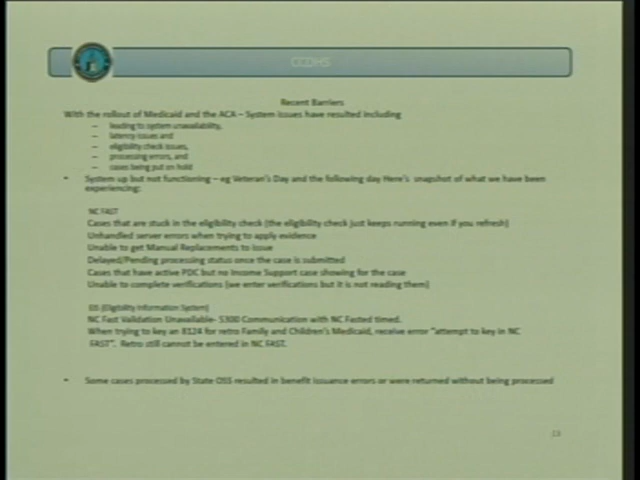 CCDHS
Recent Barriers
With the rollout of Medicaid and the ACA – System issues have resulted including
– leading to system unavailability,
– latency issues and
– eligibility check issues,
– processing errors, and
– cases being put on hold
• System up but not functioning – eg Veteran's Day and the following day Here's snapshot of what we have been
experiencing:
NC FAST
Cases that are stuck in the eligibility check (the eligibility check just keeps running even if you refresh)
Unhandled server errors when trying to apply evidence
Unable to get Manual Replacements to issue
Delayed/Pending processing status once the case is submitted
Cases that have active PDC but no Income Support case showing for the case
Unable to complete verifications (we enter verifications but it is not reading them)
EIS (Eligibility Information System)
NC Fast Validation Unavailable- 5300 Communication with NC Fasted timed.
When trying to key an 8124 for retro Family and Children's Medicaid, receive error "attempt to key in NC
FAST". Retro still cannot be entered in NC FAST.
• Some cases processed by State OSS resulted in benefit issuance errors or were returned without being processed